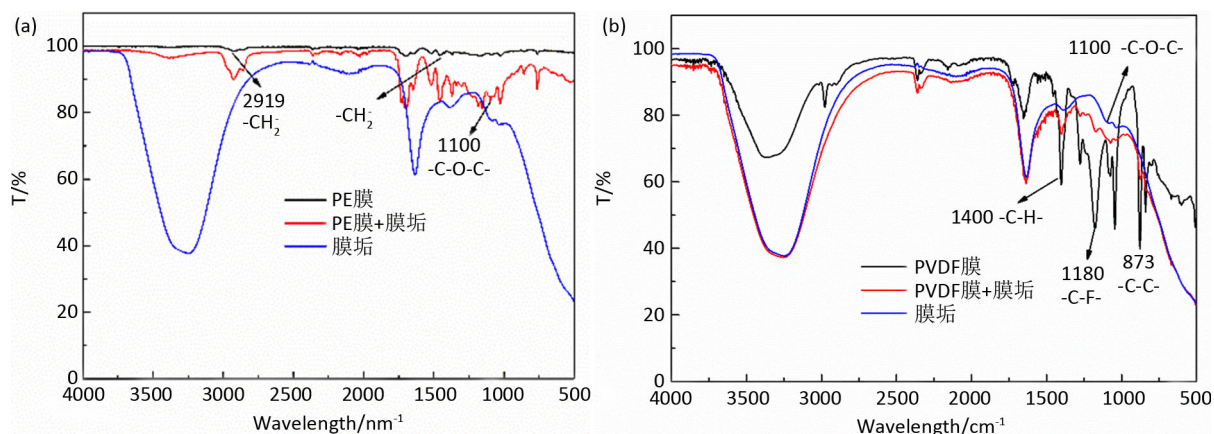 (a)
100
80
60
40
20
0
T/%
2919
-CH₂⁻
-CH₂⁻
1100
-C-O-C-
PE膜
PE膜+膜垢
膜垢
4000 3500 3000 2500 2000 1500 1000 500
Wavelength/nm⁻¹
(b)
100
80
60
40
20
0
T/%
1100 -C-O-C-
1400 -C-H-
1180
-C-F-
873
-C-C-
PVDF膜
PVDF膜+膜垢
膜垢
4000 3500 3000 2500 2000 1500 1000 500
Wavelength/cm⁻¹